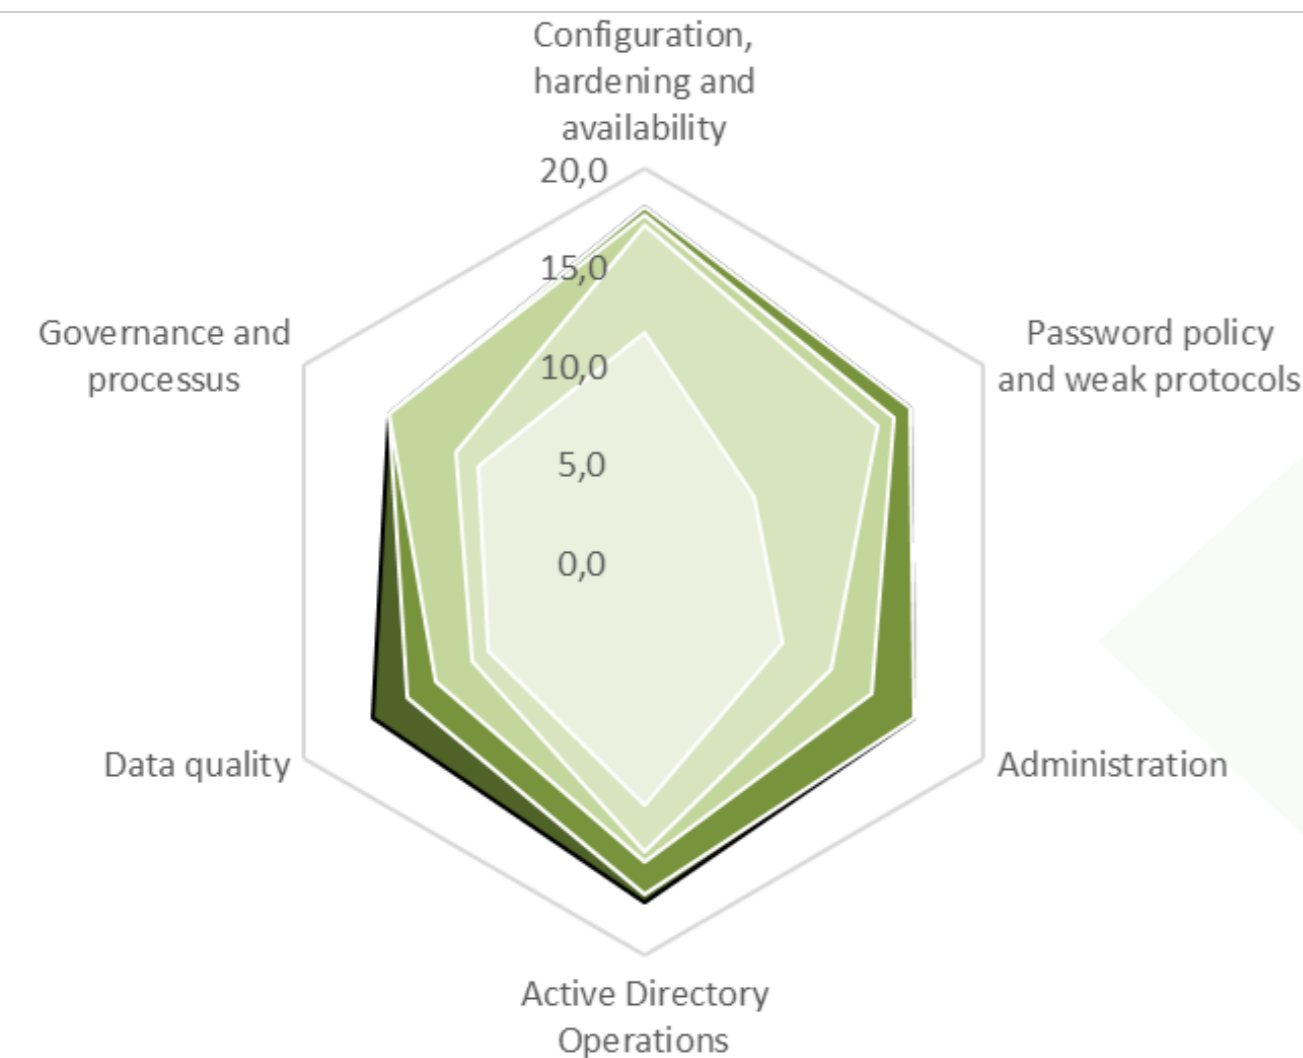 Configuration,
hardening and
availability
20,0
15,0
10,0
5,0
0,0
Governance and
processus
Password policy
and weak protocols
Data quality
Administration
Active Directory
Operations